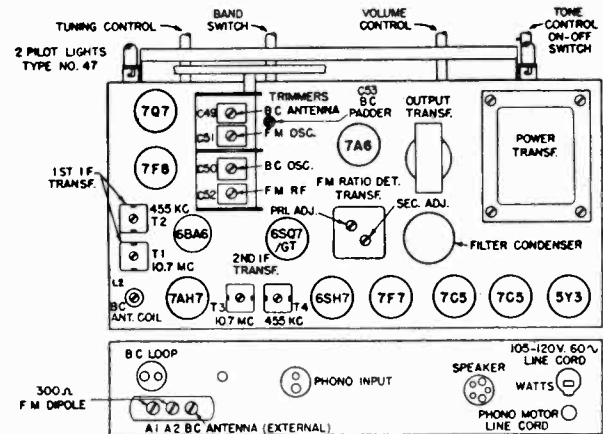 TUNING CONTROL
BAND
SWITCH
VOLUME
CONTROL
TONE
CONTROL
ON-OFF
SWITCH
2 PILOT LIGHTS
TYPE NO. 47
7Q7
TRIMMERS
C49
BC ANTENNA
C51
FM OSC.
C53
BC
PADDER
OUTPUT
TRANSF.
7A6
POWER
TRANSF.
7F8
C50
BC OSC.
C52
FM RF
1ST IF
TRANSF.
FM RATIO DET.
TRANSF.
PRI. ADJ.
SEC. ADJ.
455 KC
T2
6BA6
6SQ7
/GT
FILTER CONDENSER
T1
10.7 MC
2ND IF
TRANSF.
L2
BC
ANT. COIL
7AH7
T3
10.7 MC
T4
455 KC
6SH7
7F7
7C5
7C5
5Y3
BC LOOP
PHONO INPUT
SPEAKER
105-120V. 60~
LINE CORD
WATTS
300Ω
FM DIPOLE
PHONO MOTOR
LINE CORD
A1 A2 BC ANTENNA (EXTERNAL)